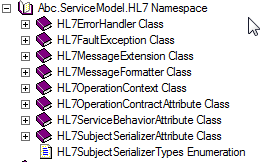 Abc.ServiceModel.HL7 Namespace
HL7ErrorHandler Class
HL7FaultException Class
HL7MessageExtension Class
HL7MessageFormatter Class
HL7OperationContext Class
HL7OperationContractAttribute Class
HL7ServiceBehaviorAttribute Class
HL7SubjectSerializerAttribute Class
HL7SubjectSerializerTypes Enumeration